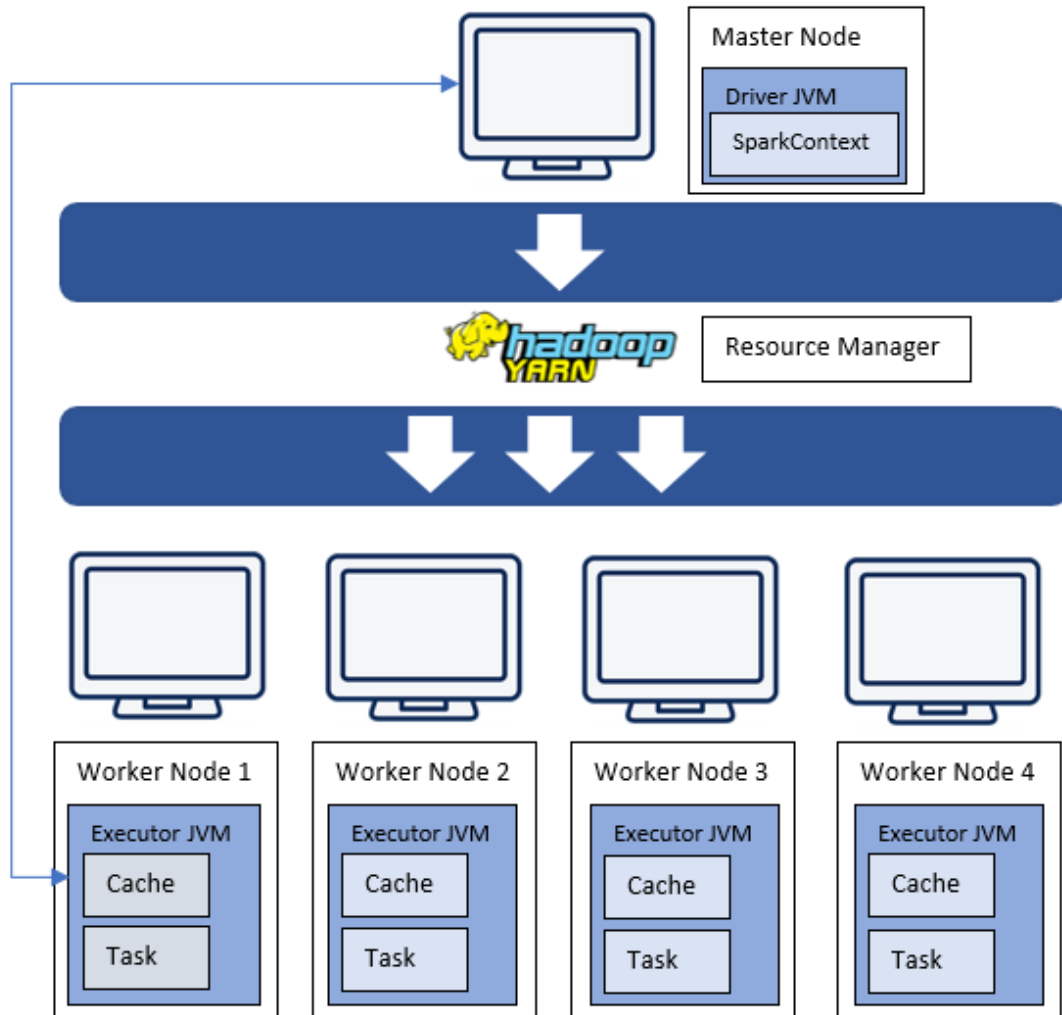 Master Node
Driver JVM
SparkContext
hadoop
YARN
Resource Manager
Worker Node 1
Executor JVM
Cache
Task
Worker Node 2
Executor JVM
Cache
Task
Worker Node 3
Executor JVM
Cache
Task
Worker Node 4
Executor JVM
Cache
Task